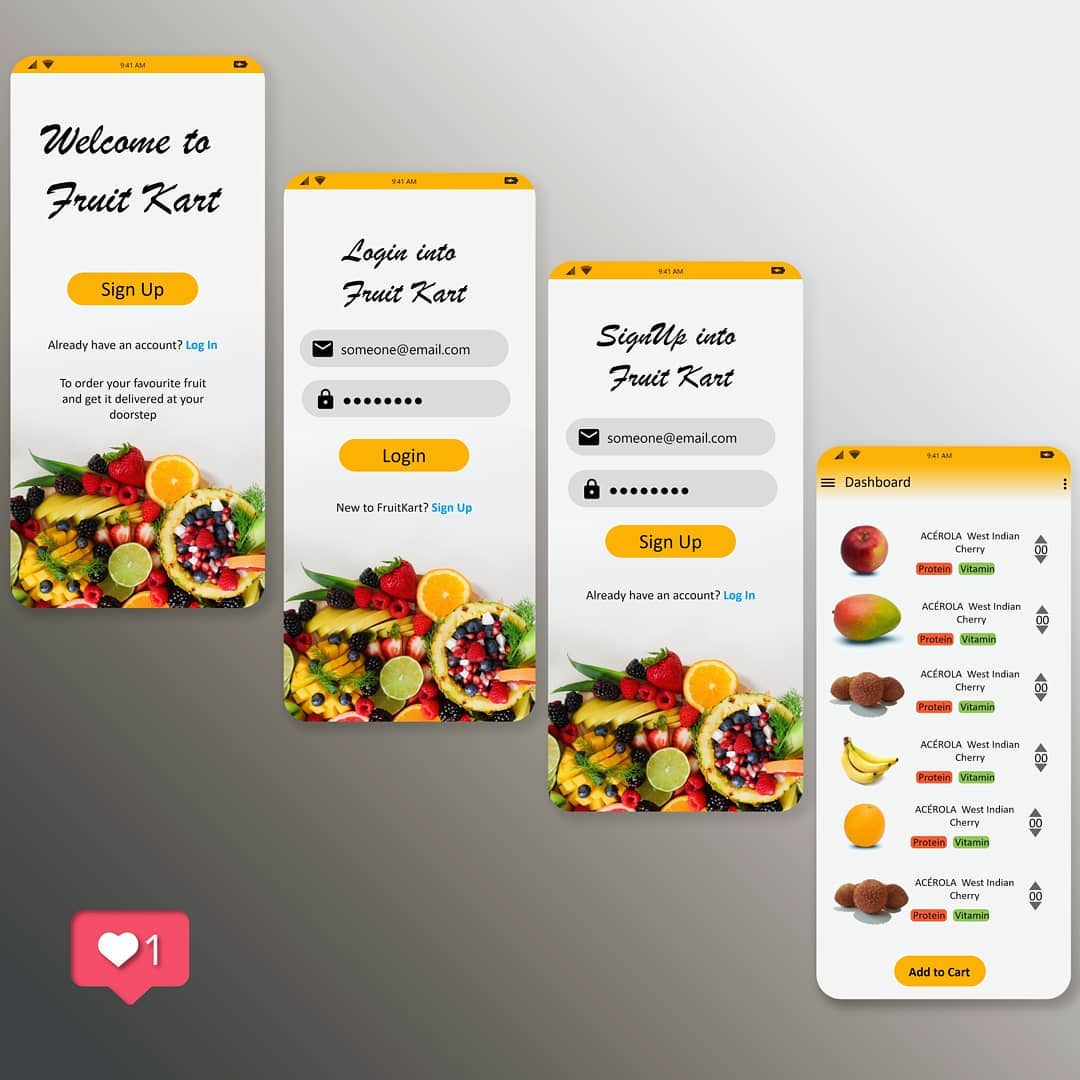 9:41 AM
Welcome to
Fruit Kart
Sign Up
Already have an account? Log In
To order your favourite fruit
and get it delivered at your
doorstep
9:41 AM
Login into
Fruit Kart
someone@email.com
●●●●●●●●
Login
New to FruitKart? Sign Up
9:41 AM
SignUp into
Fruit Kart
someone@email.com
●●●●●●●●
Sign Up
Already have an account? Log In
9:41 AM
Dashboard
ACÉROLA West Indian
Cherry
00
Protein Vitamin
ACÉROLA West Indian
Cherry
00
Protein Vitamin
ACÉROLA West Indian
Cherry
00
Protein Vitamin
ACÉROLA West Indian
Cherry
00
Protein Vitamin
ACÉROLA West Indian
Cherry
00
Protein Vitamin
ACÉROLA West Indian
Cherry
00
Protein Vitamin
Add to Cart
1